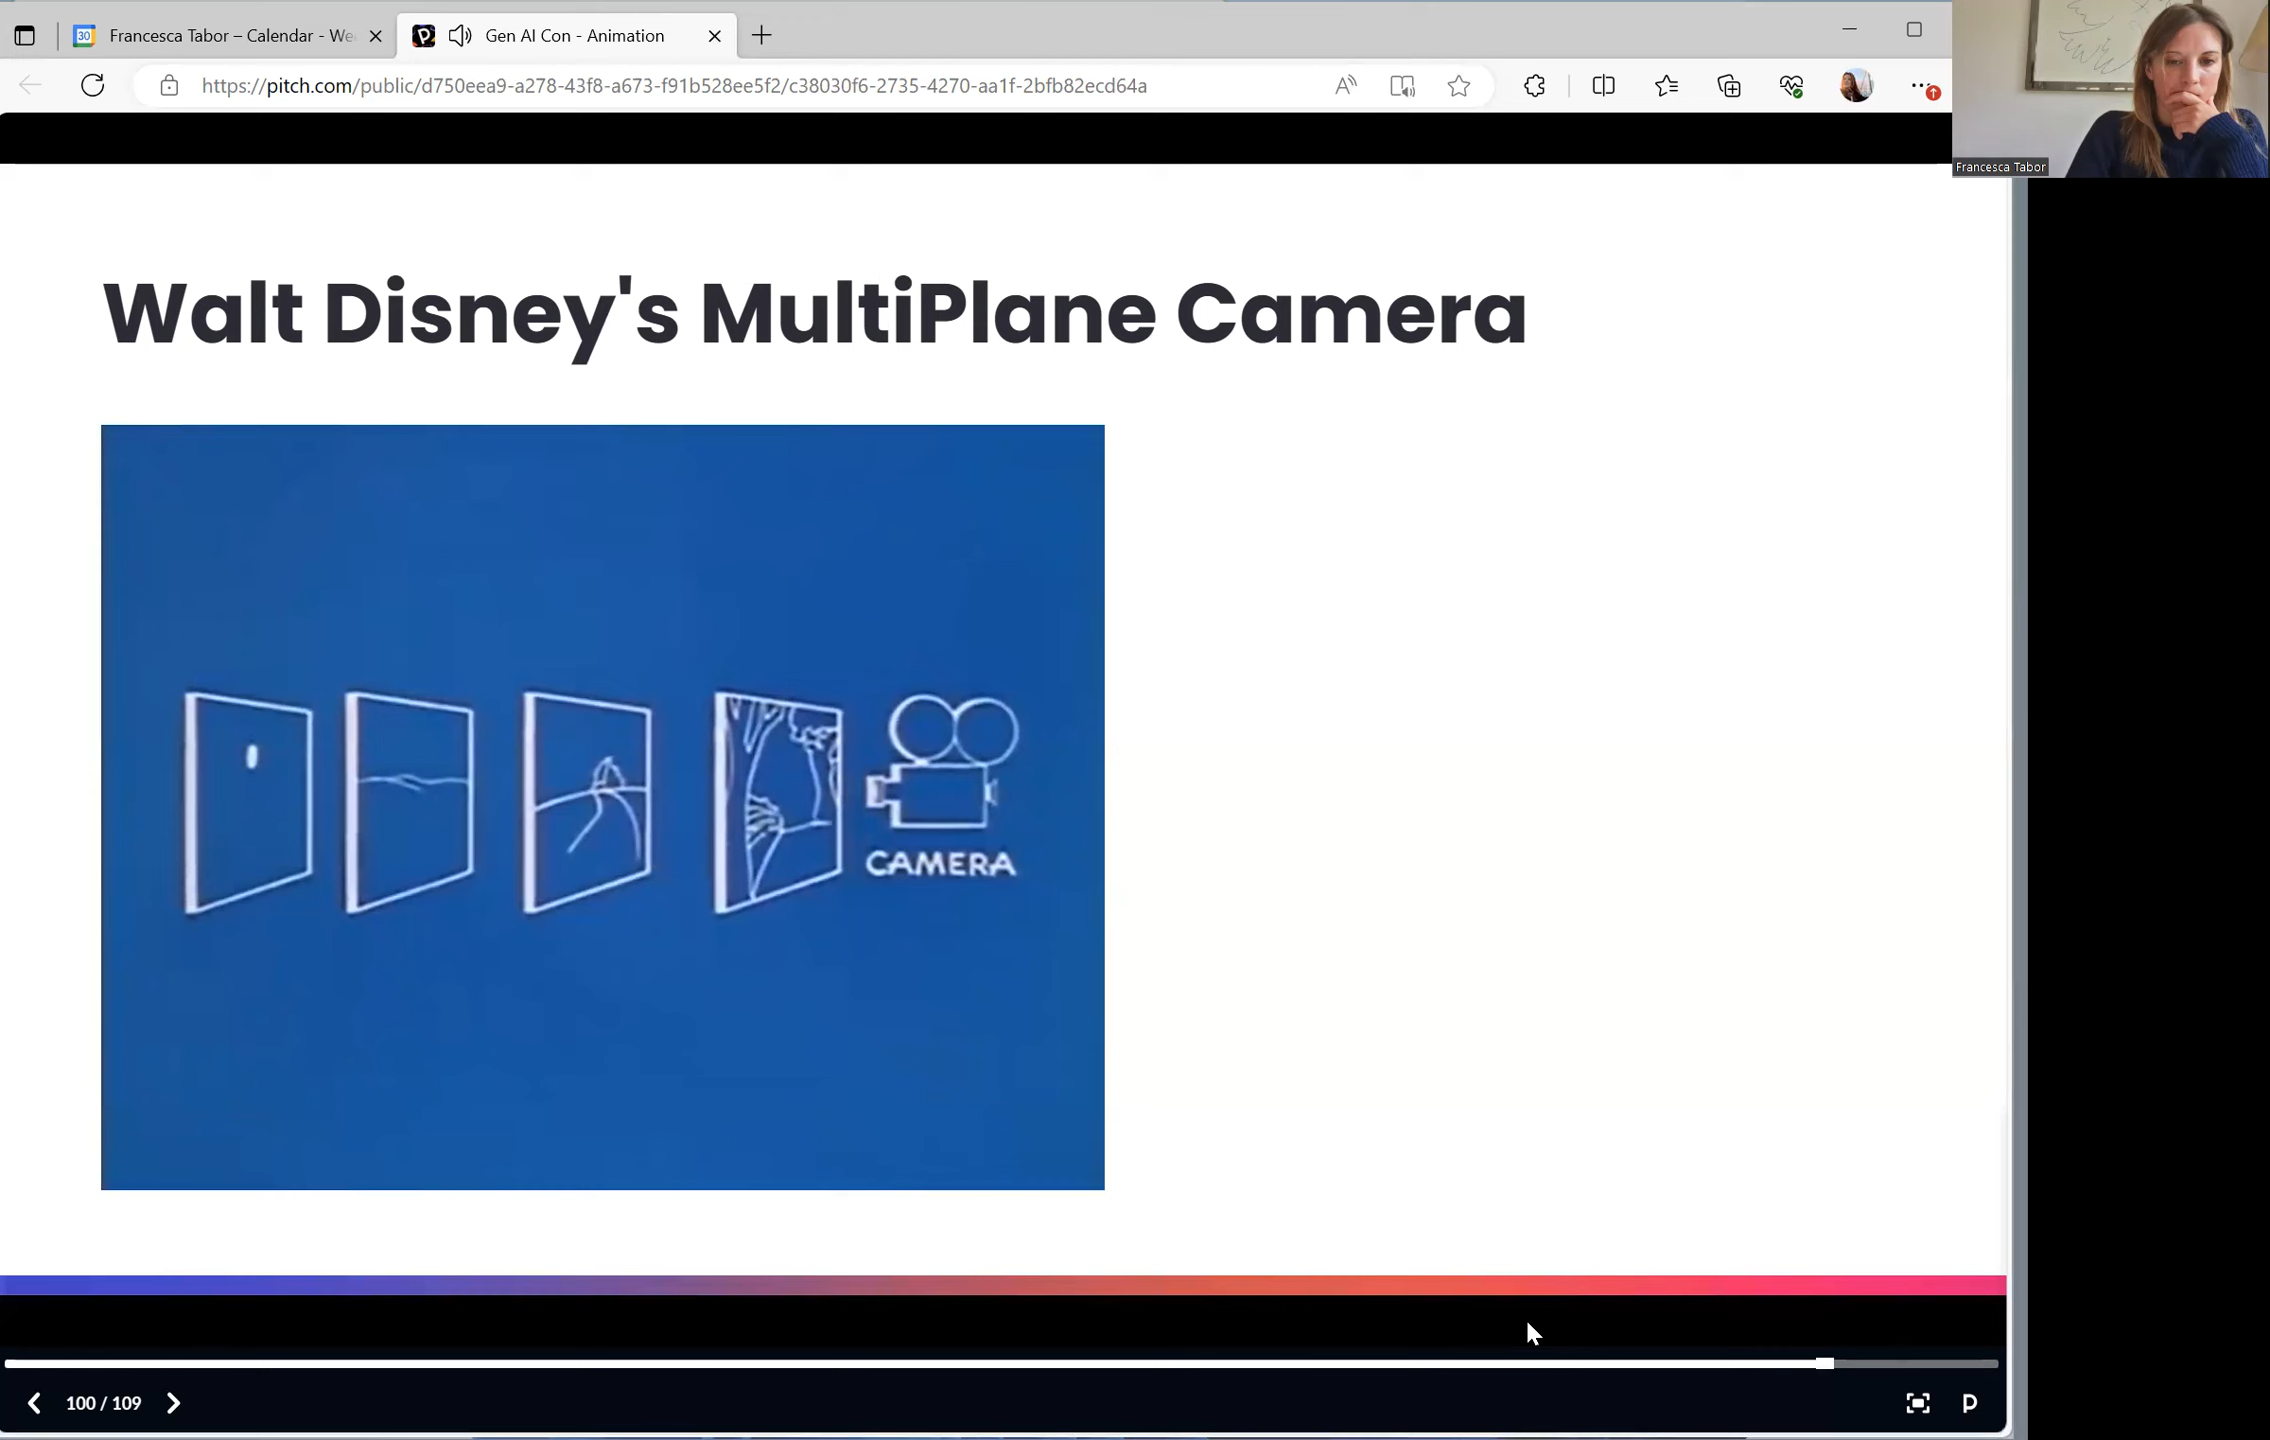 30 Francesca Tabor – Calendar - We
Gen AI Con - Animation
https://pitch.com/public/d750eea9-a278-43f8-a673-f91b528ee5f2/c38030f6-2735-4270-aa1f-2bfb82ecd64a
Francesca Tabor
Walt Disney's MultiPlane Camera
CAMERA
100 / 109